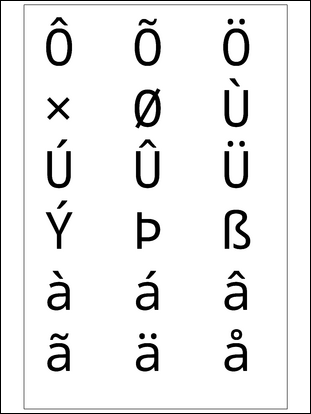 Ô Õ Ö
× Ø Ù
Ú Û Ü
Ý Þ ß
à á â
ã ä å